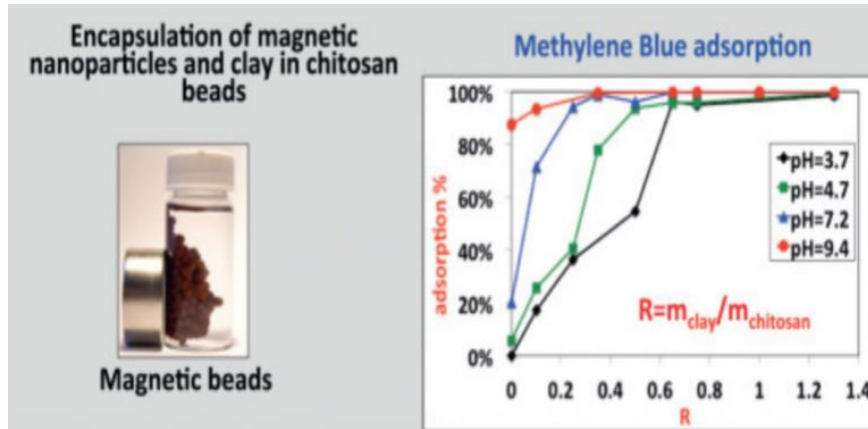 Encapsulation of magnetic
nanoparticles and clay in chitosan
beads
Magnetic beads
Methylene Blue adsorption
100%
80%
60%
40%
20%
0%
adsorption %
0 0.2 0.4 0.6 0.8 1 1.2 1.4
R
pH=3.7
pH=4.7
pH=7.2
pH=9.4
R=mclay/mchitosan